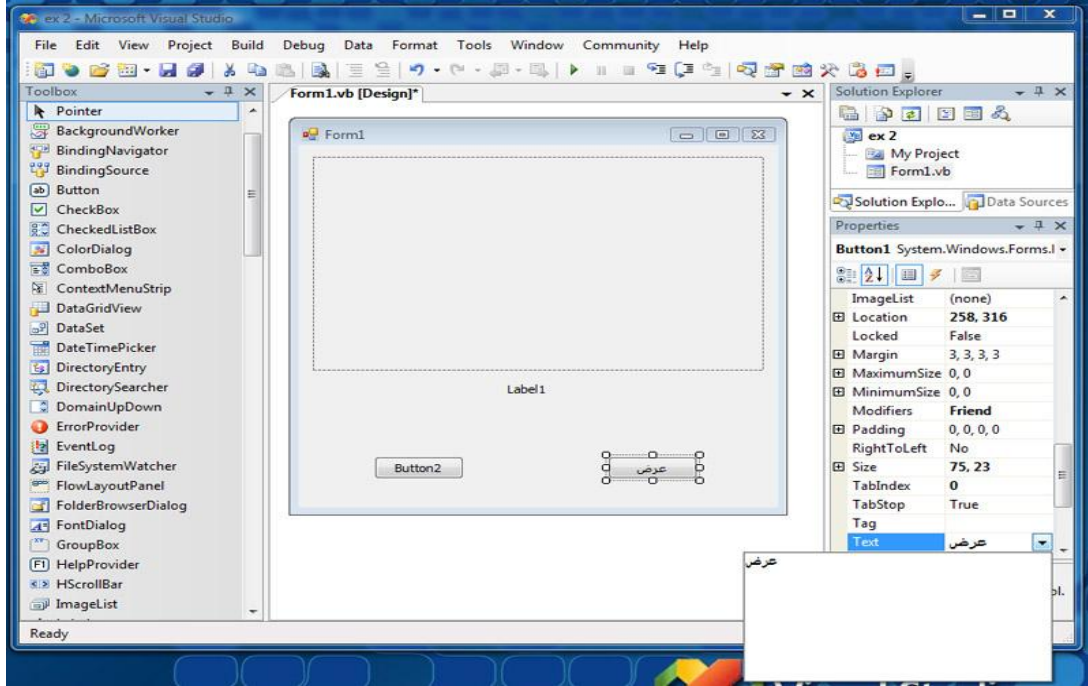 ex 2 - Microsoft Visual Studio
File Edit View Project Build Debug Data Format Tools Window Community Help
Toolbox
Pointer
BackgroundWorker
BindingNavigator
BindingSource
Button
CheckBox
CheckedListBox
ColorDialog
ComboBox
ContextMenuStrip
DataGridView
DataSet
DateTimePicker
DirectoryEntry
DirectorySearcher
DomainUpDown
ErrorProvider
EventLog
FileSystemWatcher
FlowLayoutPanel
FolderBrowserDialog
FontDialog
GroupBox
HelpProvider
HScrollBar
ImageList
Form1.vb [Design]*
Form1
Label1
Button2
عرض
Solution Explorer
ex 2
My Project
Form1.vb
Solution Explo... Data Sources
Properties
Button1 System.Windows.Forms.
ImageList (none)
Location 258, 316
Locked False
Margin 3, 3, 3, 3
MaximumSize 0, 0
MinimumSize 0, 0
Modifiers Friend
Padding 0, 0, 0, 0
RightToLeft No
Size 75, 23
TabIndex 0
TabStop True
Tag
Text عرض
عرض
Ready